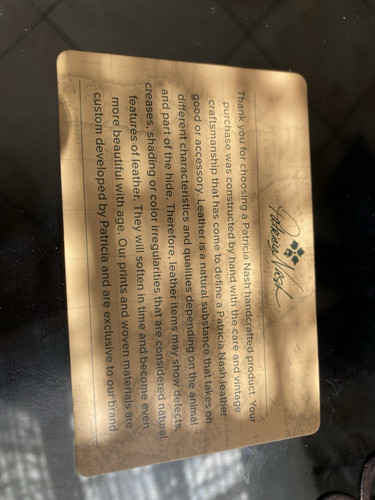 Patricia Nash
Thank you for choosing a Patricia Nash handcrafted product. Your
purchase was constructed by hand with the care and vintage
craftsmanship that has come to define a Patricia Nash leather
good or accessory. Leather is a natural substance that takes on
different characteristics and qualities depending on the animal
and part of the hide. Therefore, leather items may show defects,
creases, shading or color irregularities that are considered natural
features of leather. They will soften in time and become even
more beautiful with age. Our prints and woven materials are
custom developed by Patricia and are exclusive to our brand.